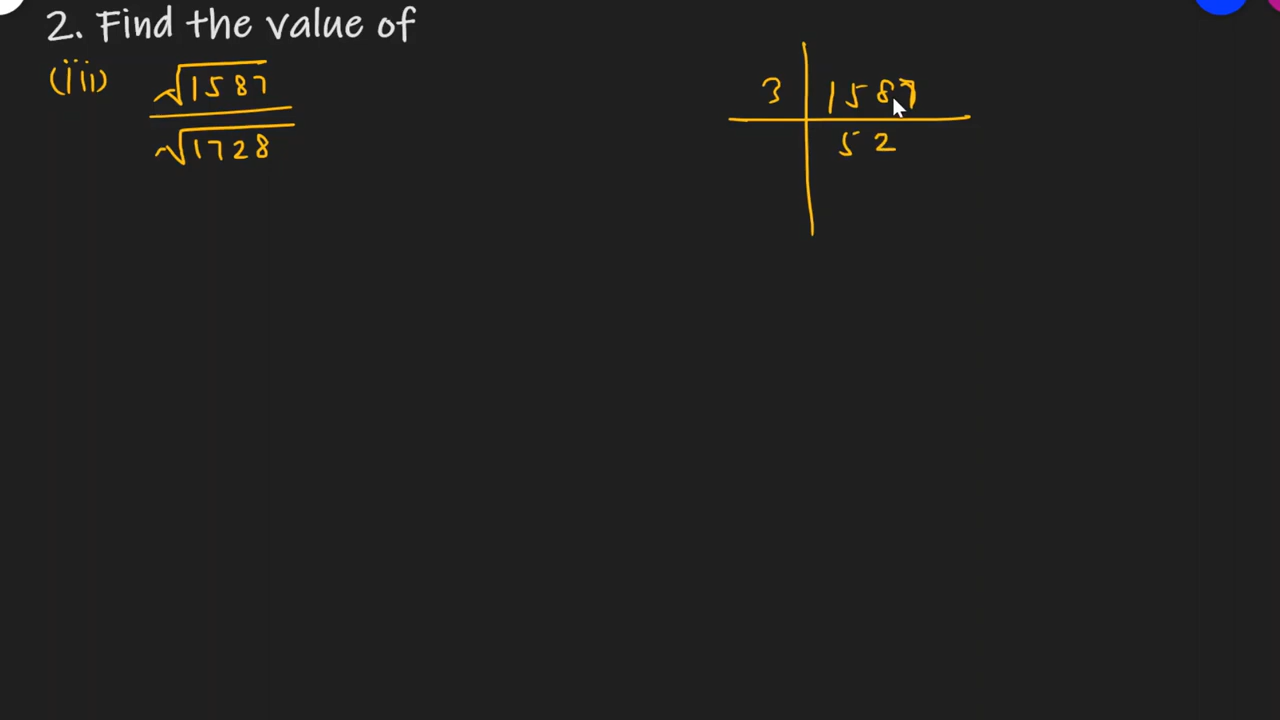 2. Find the value of
(iii) √1587
√1728
3 1587
52